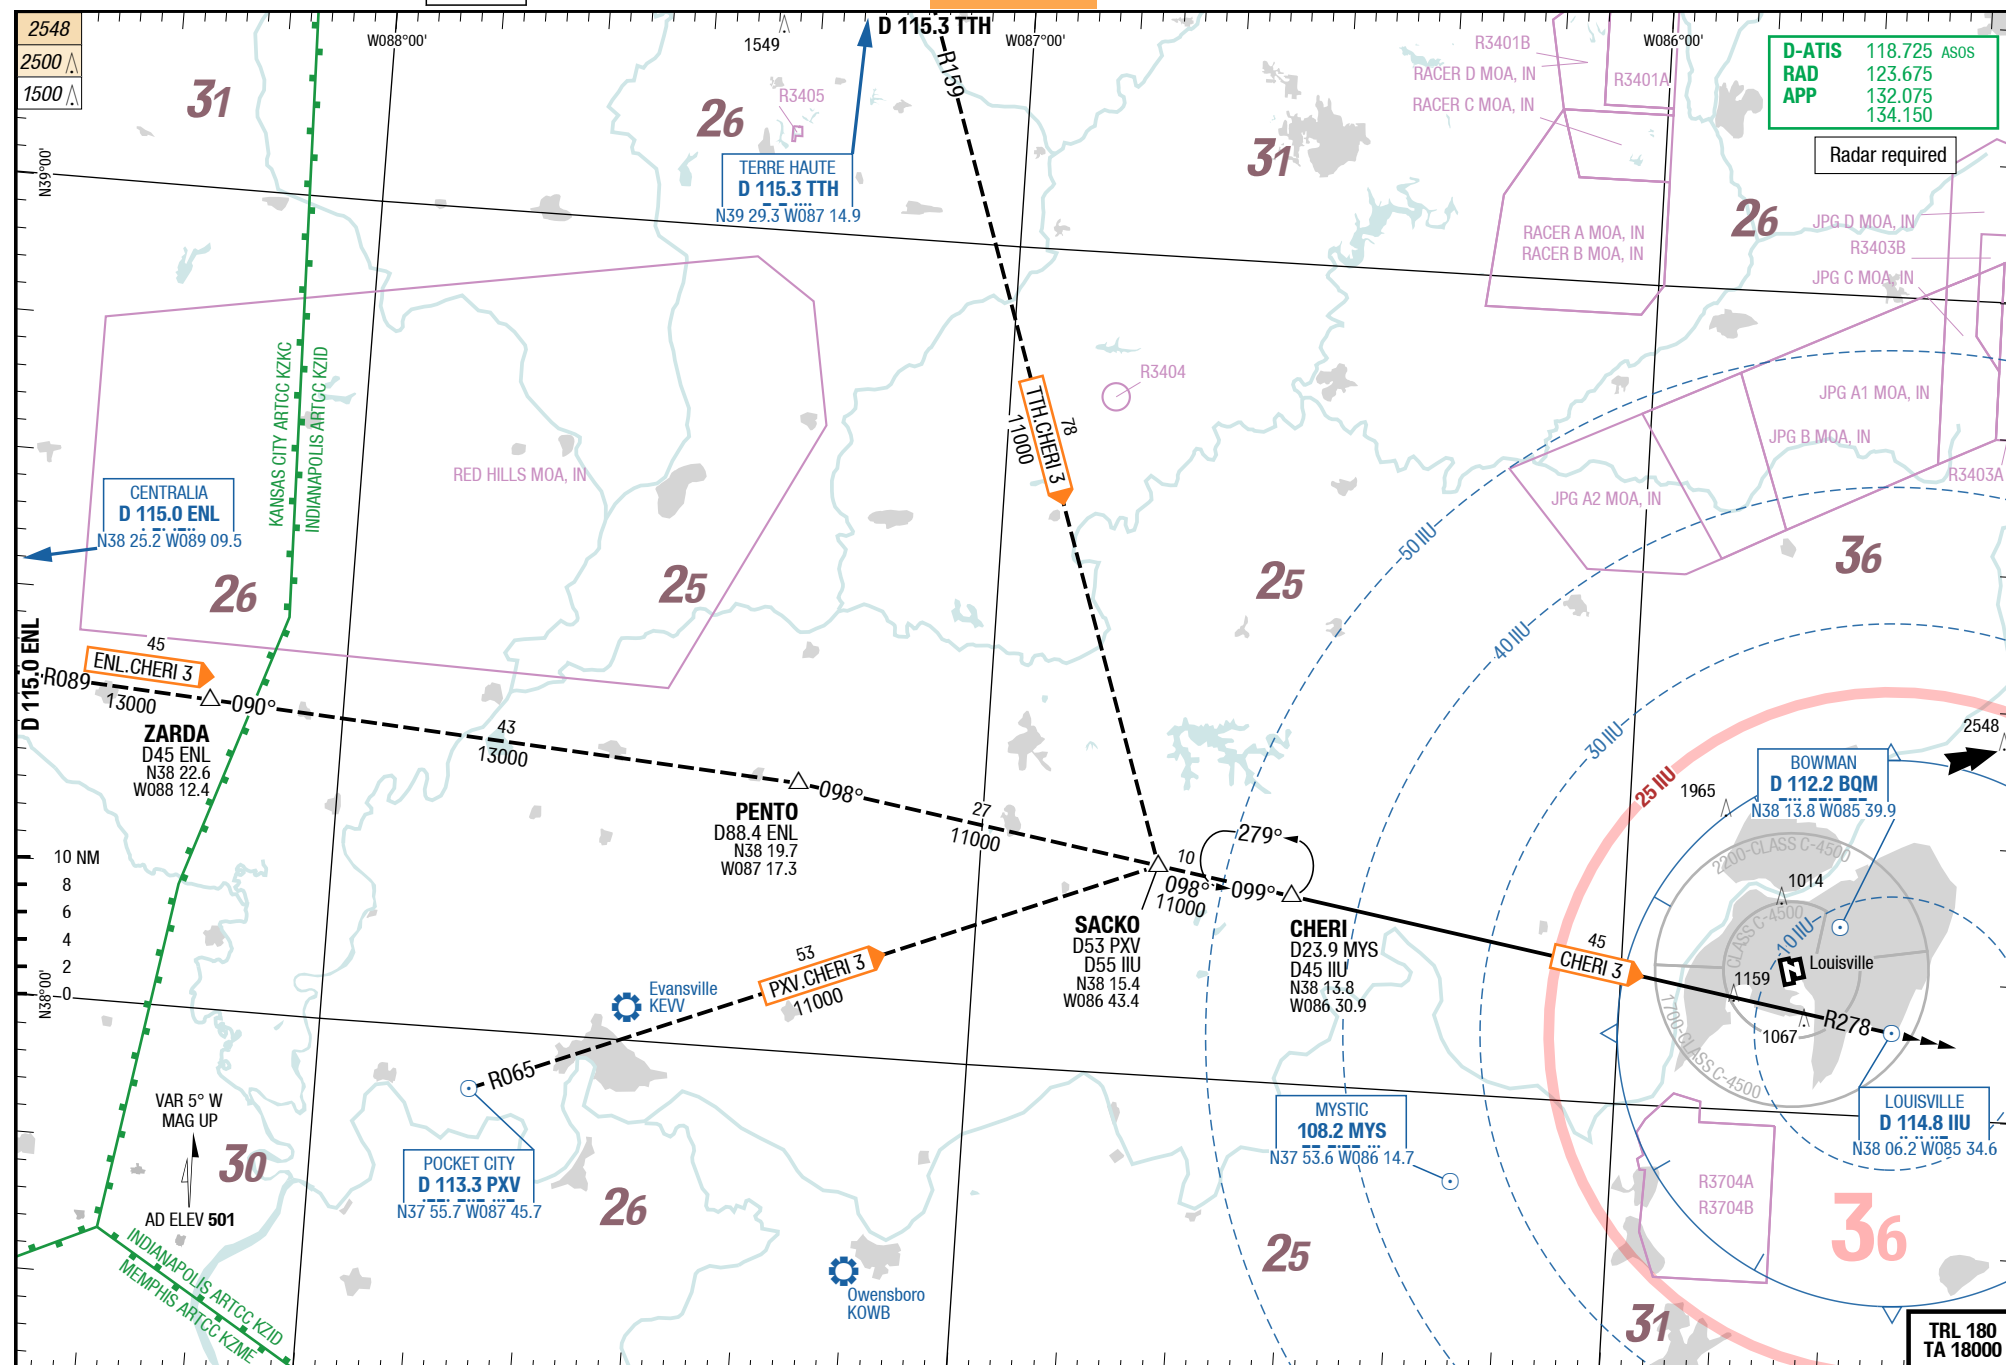 2548
2500
1500
W088°00'
1549
D 115.3 TTH
R159
W087°00'
R3401B
RACER D MOA, IN
RACER C MOA, IN
R3401A
W086°00'
D-ATIS 118.725 ASOS
RAD 123.675
APP 132.075
134.150
Radar required
31
26
R3405
31
26
N39°00'
TERRE HAUTE
D 115.3 TTH
N39 29.3 W087 14.9
RACER A MOA, IN
RACER B MOA, IN
JPG D MOA, IN
R3403B
JPG C MOA, IN
KANSAS CITY ARTCC KZKC
INDIANAPOLIS ARTCC KZID
R3404
TTH.CHERI 3
78
11000
JPG A1 MOA, IN
JPG B MOA, IN
R3403A
JPG A2 MOA, IN
RED HILLS MOA, IN
CENTRALIA
D 115.0 ENL
N38 25.2 W089 09.5
26
25
25
36
50 IIU
40 IIU
30 IIU
25 IIU
D 115.0 ENL
R089
45
ENL.CHERI 3
13000
090°
ZARDA
D45 ENL
N38 22.6
W088 12.4
43
13000
PENTO
D88.4 ENL
N38 19.7
W087 17.3
098°
27
11000
279°
10
098°
11000
099°
SACKO
D53 PXV
D55 IIU
N38 15.4
W086 43.4
CHERI
D23.9 MYS
D45 IIU
N38 13.8
W086 30.9
45
CHERI 3
R278
2548
BOWMAN
D 112.2 BQM
N38 13.8 W085 39.9
1965
2200-CLASS C-4500
1014
CLASS C-4500
10 IIU
Louisville
1159
1067
1700-CLASS C-4500
10 NM
8
6
4
2
0
N38°00'
53
PXV.CHERI 3
11000
Evansville
KEVV
R065
VAR 5° W
MAG UP
AD ELEV 501
30
POCKET CITY
D 113.3 PXV
N37 55.7 W087 45.7
26
MYSTIC
108.2 MYS
N37 53.6 W086 14.7
LOUISVILLE
D 114.8 IIU
N38 06.2 W085 34.6
R3704A
R3704B
36
25
INDIANAPOLIS ARTCC KZID
MEMPHIS ARTCC KZME
Owensboro
KOWB
31
TRL 180
TA 18000